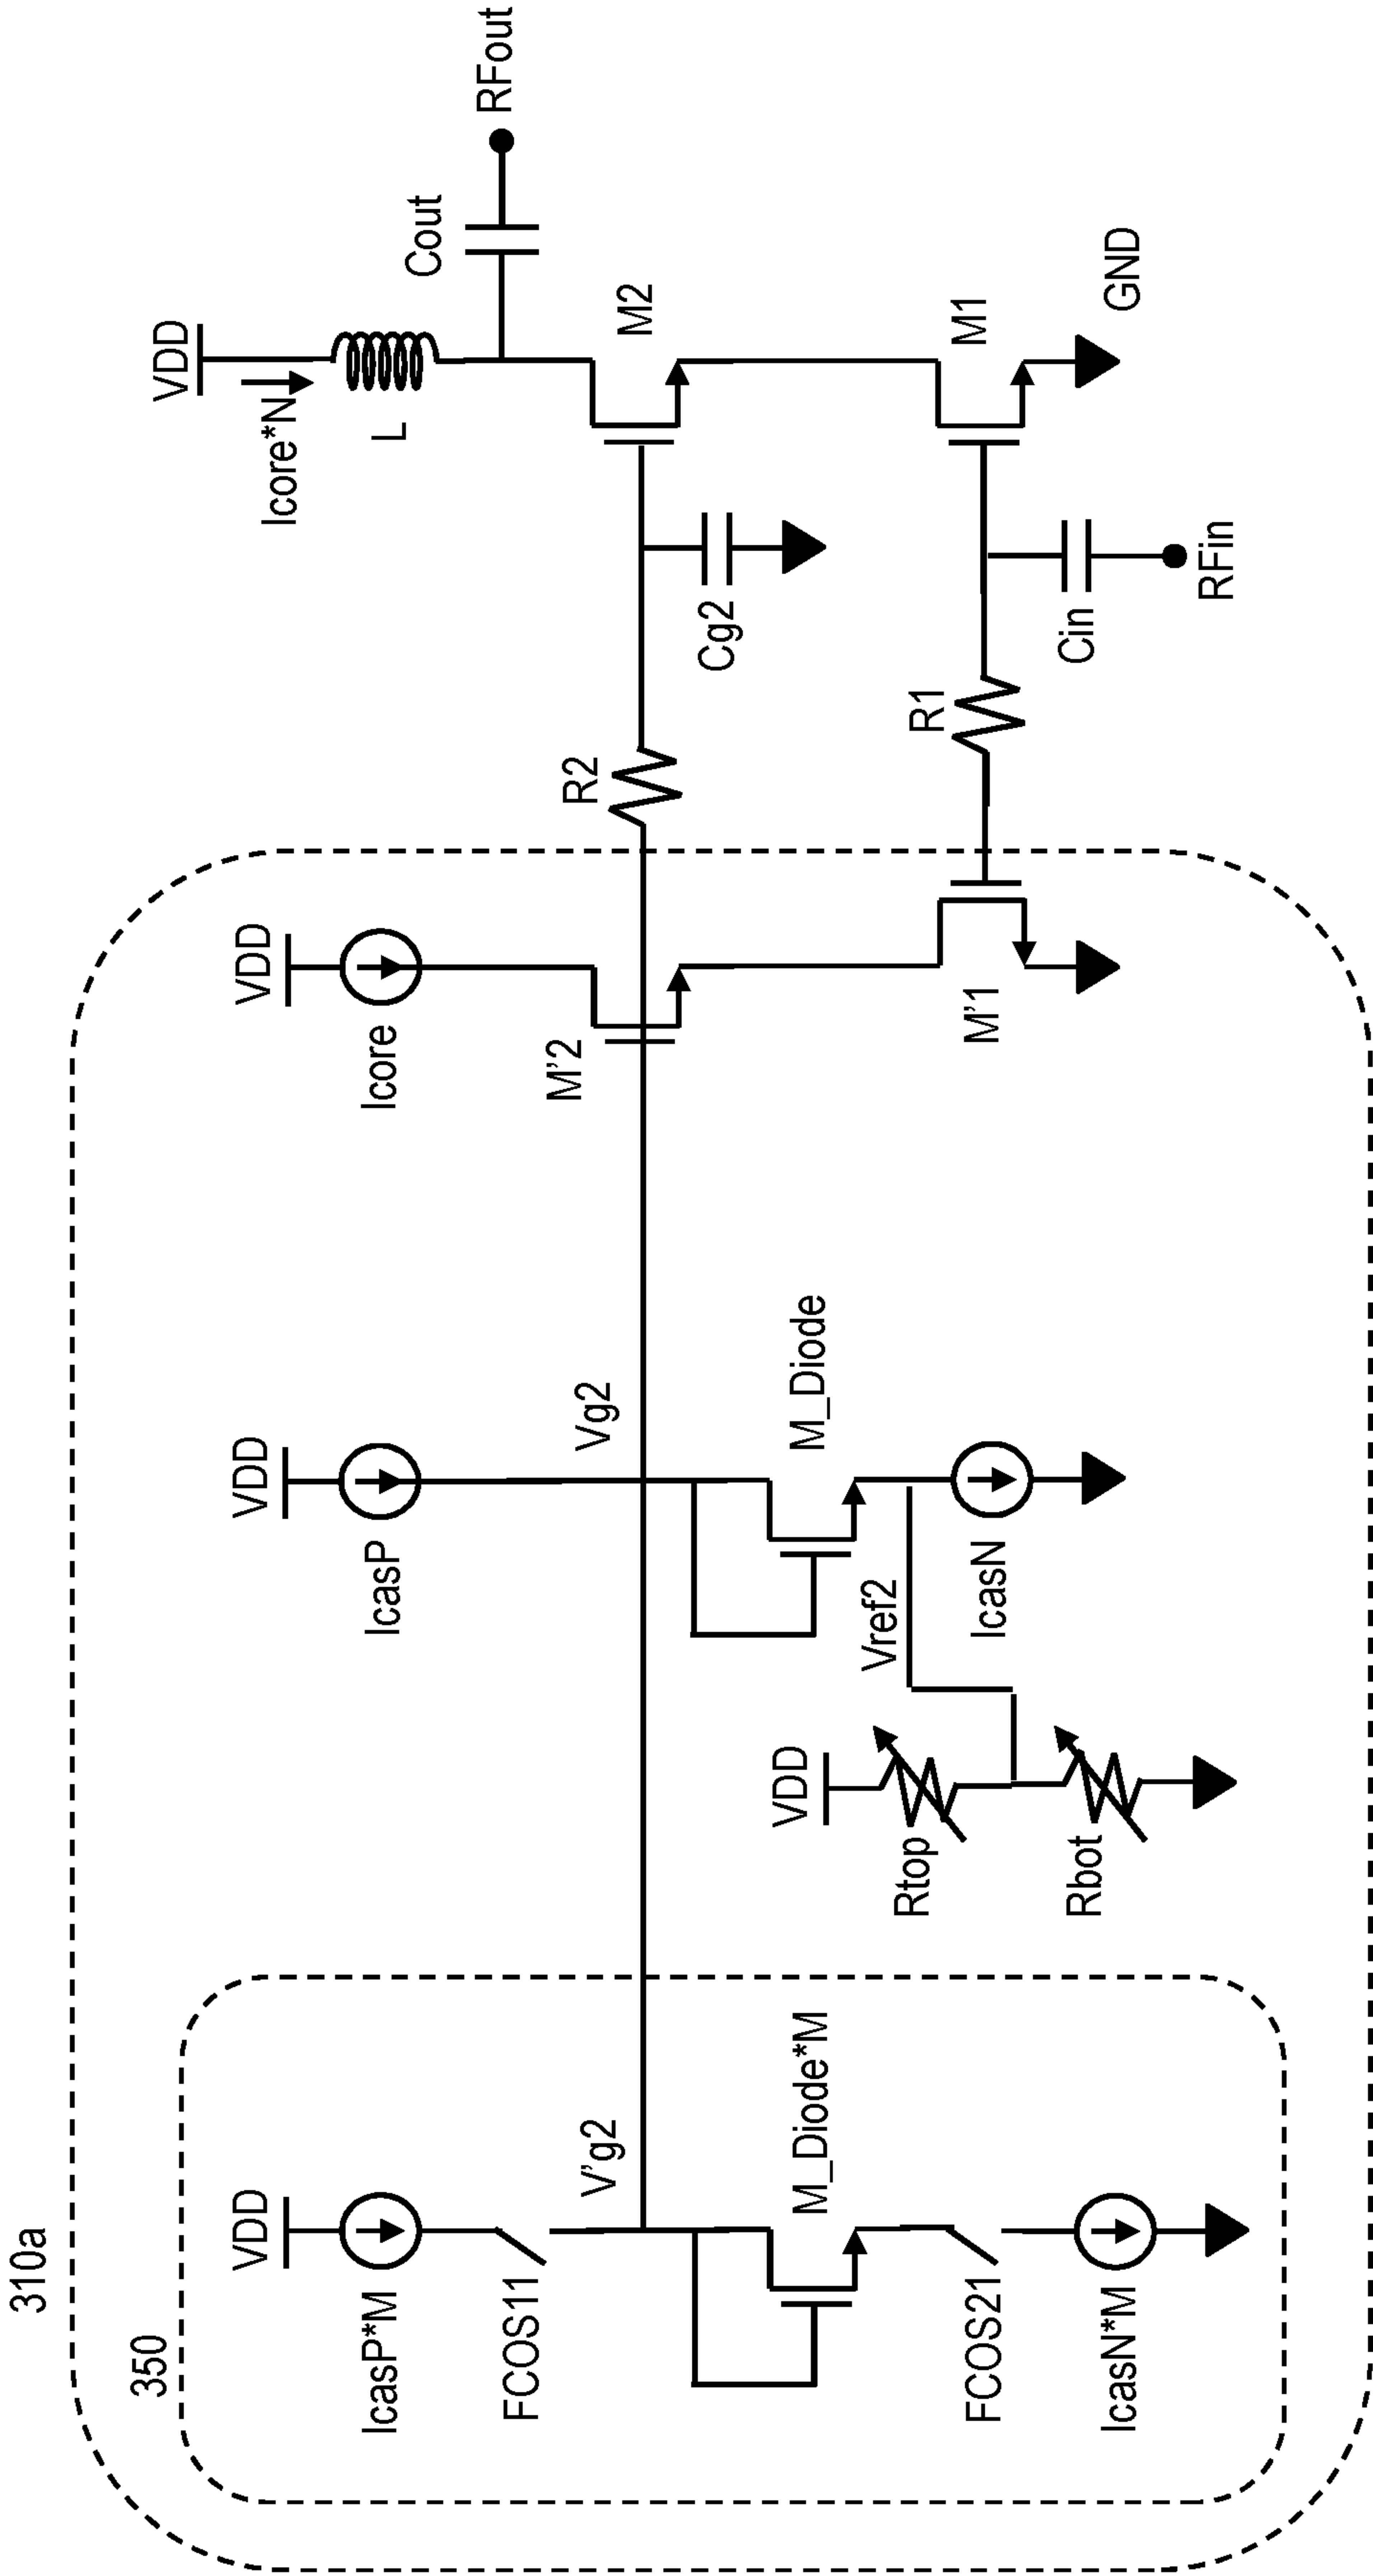 310a
350
VDD
IcasP*M
FCOS11
V'g2
M_Diode*M
FCOS21
IcasN*M
VDD
IcasP
Vg2
M_Diode
Vref2
IcasN
VDD
Rtop
Rbot
VDD
Icore
M'2
M'1
R2
R1
Cg2
Cin
RFin
VDD
Icore*N
L
Cout
RFout
M2
M1
GND